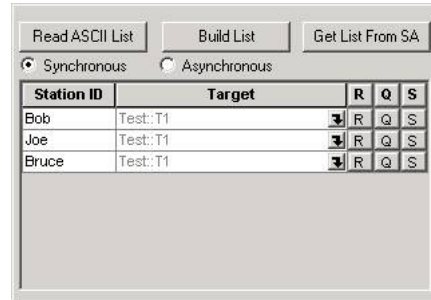 Read ASCII List Build List Get List From SA
Synchronous Asynchronous
Station ID Target R Q S
Bob Test::T1 R Q S
Joe Test::T1 R Q S
Bruce Test::T1 R Q S